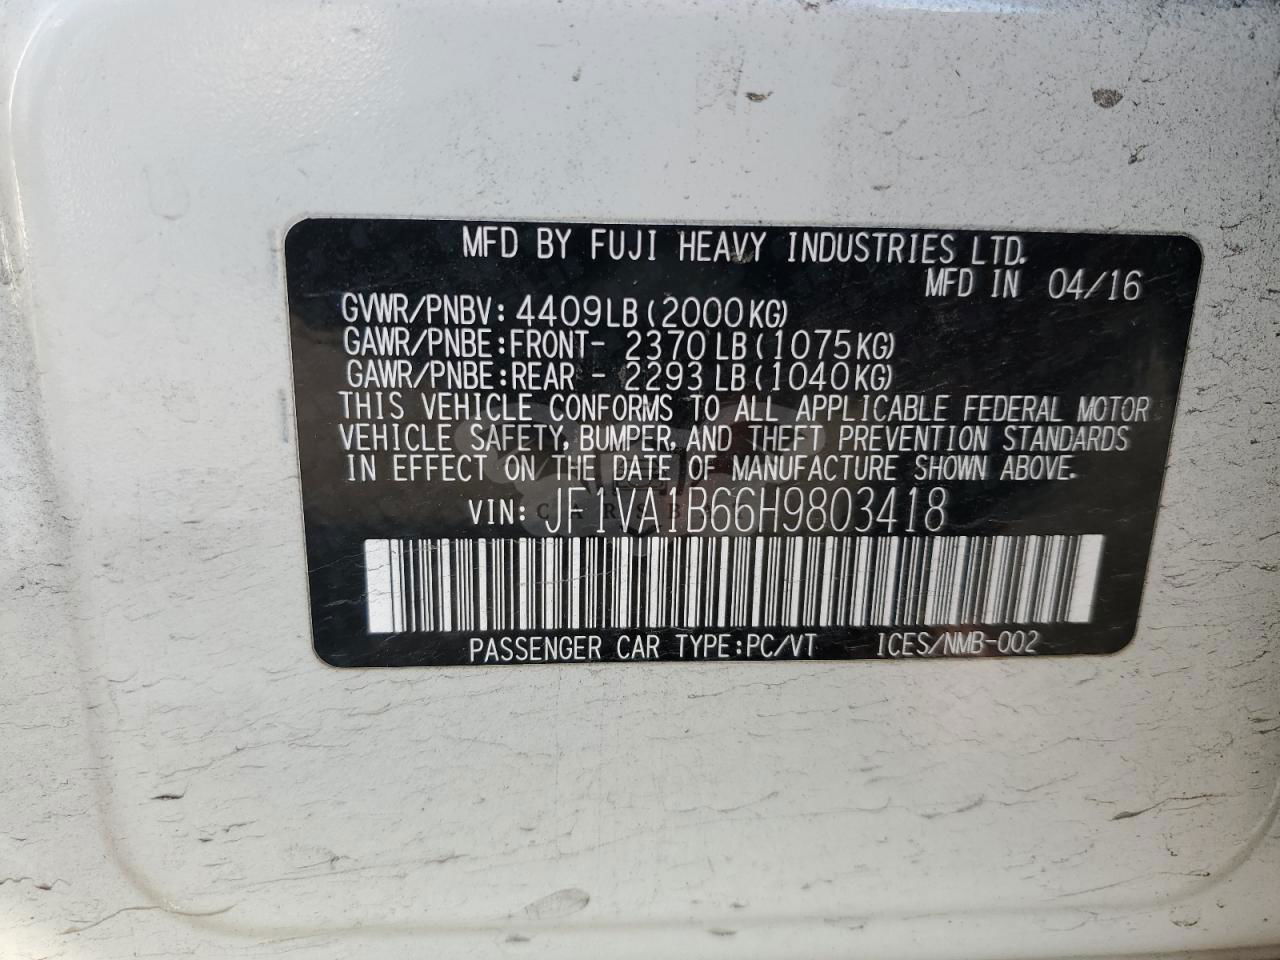 MFD BY FUJI HEAVY INDUSTRIES LTD.
MFD IN 04/16
GVWR/PNBV: 4409LB (2000KG)
GAWR/PNBE:FRONT- 2370 LB (1075KG)
GAWR/PNBE:REAR - 2293 LB (1040KG)
THIS VEHICLE CONFORMS TO ALL APPLICABLE FEDERAL MOTOR
VEHICLE SAFETY, BUMPER, AND THEFT PREVENTION STANDARDS
IN EFFECT ON THE DATE OF MANUFACTURE SHOWN ABOVE.
VIN: JF1VA1B66H9803418
PASSENGER CAR TYPE:PC/VT ICES/NMB-002